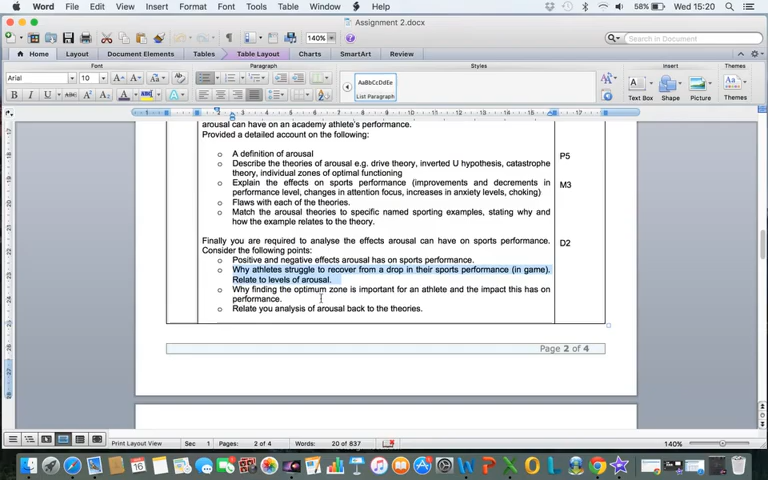 Word File Edit View Insert Format Font Tools Table Window Help 58% Wed 15:20
Assignment 2.docx
140% Search in Document
Home Layout Document Elements Tables Table Layout Charts SmartArt Review
Font Paragraph Styles Insert Themes
Arial 10
AaBbCcDdEe
List Paragraph
Text Box Shape Picture Themes
arousal can have on an academy athlete's performance.
Provided a detailed account on the following:
A definition of arousal P5
Describe the theories of arousal e.g. drive theory, inverted U hypothesis, catastrophe
theory, individual zones of optimal functioning
Explain the effects on sports performance (improvements and decrements in M3
performance level, changes in attention focus, increases in anxiety levels, choking)
Flaws with each of the theories.
Match the arousal theories to specific named sporting examples, stating why and
how the example relates to the theory.
Finally you are required to analyse the effects arousal can have on sports performance. D2
Consider the following points:
Positive and negative effects arousal has on sports performance.
Why athletes struggle to recover from a drop in their sports performance (in game).
Relate to levels of arousal.
Why finding the optimum zone is important for an athlete and the impact this has on
performance.
Relate you analysis of arousal back to the theories.
Page 2 of 4
Print Layout View Sec 1 Pages: 2 of 4 Words: 20 of 837 140%